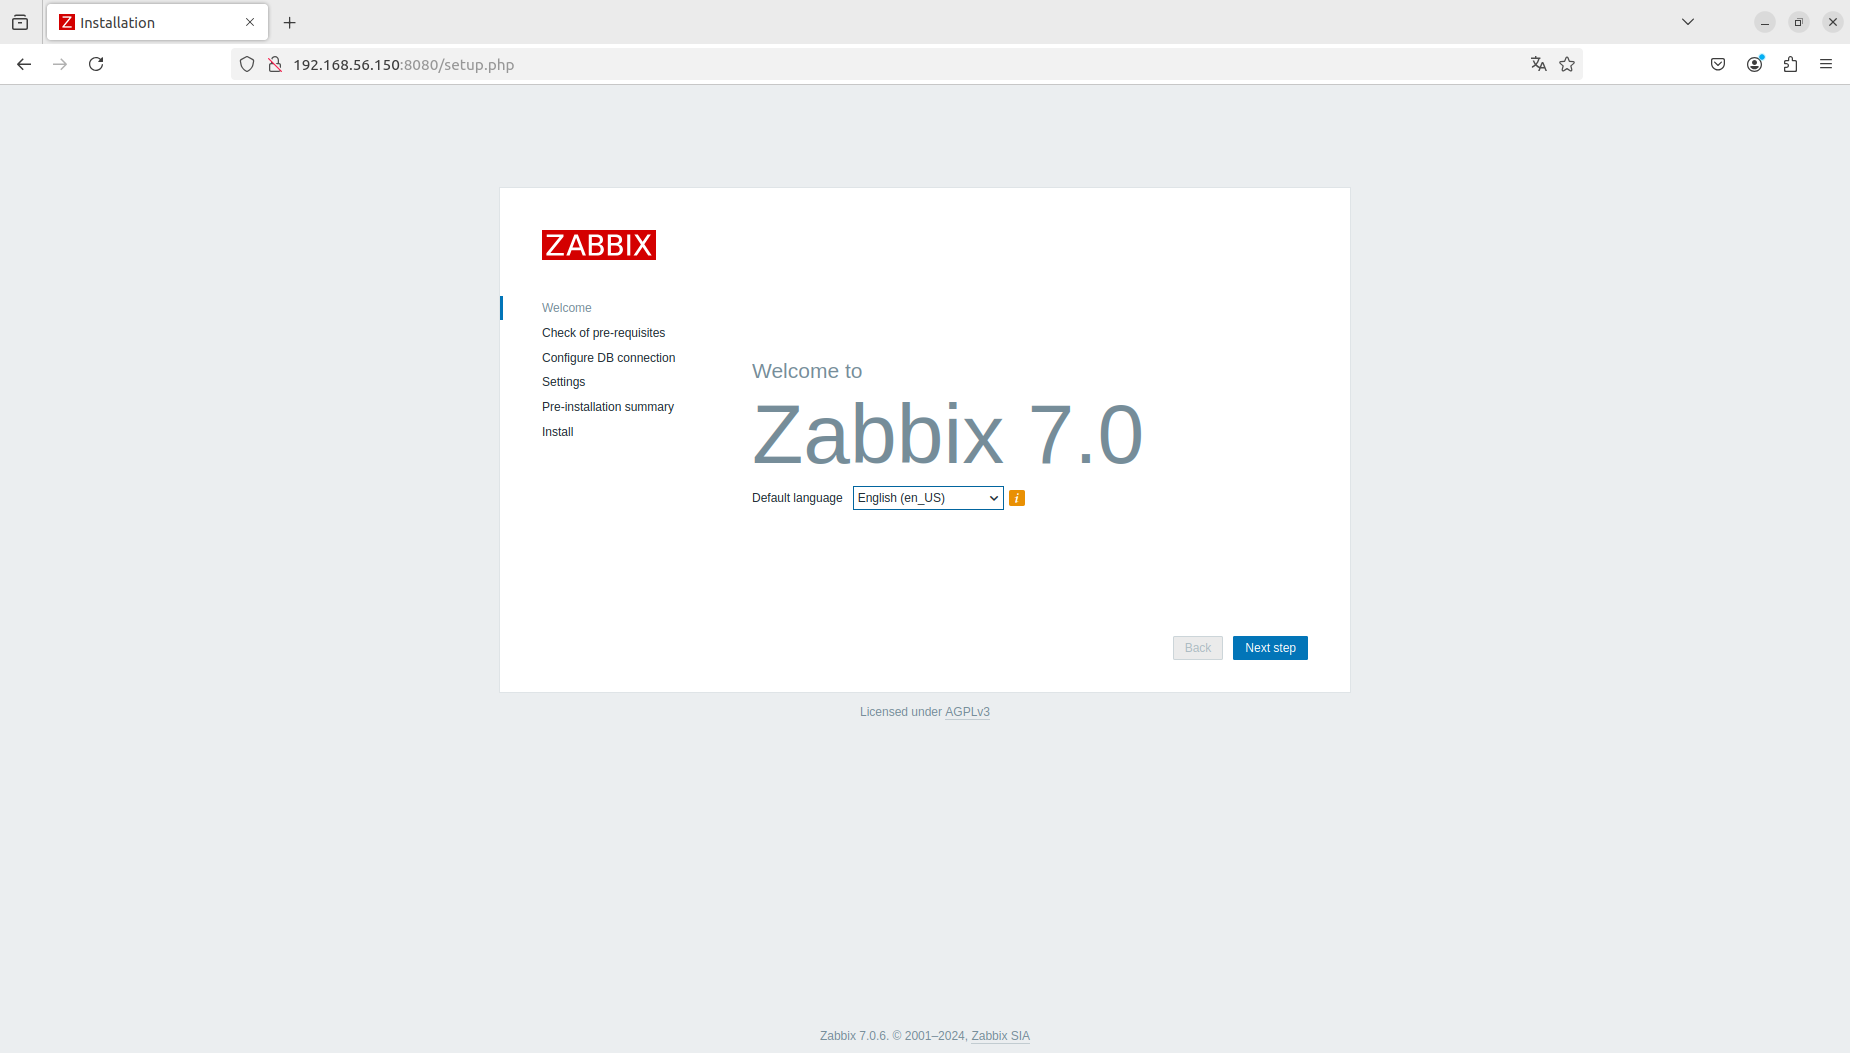 Installation
192.168.56.150:8080/setup.php
ZABBIX
Welcome
Check of pre-requisites
Configure DB connection
Settings
Pre-installation summary
Install
Welcome to
Zabbix 7.0
Default language English (en_US)
Back Next step
Licensed under AGPLv3
Zabbix 7.0.6. © 2001–2024, Zabbix SIA